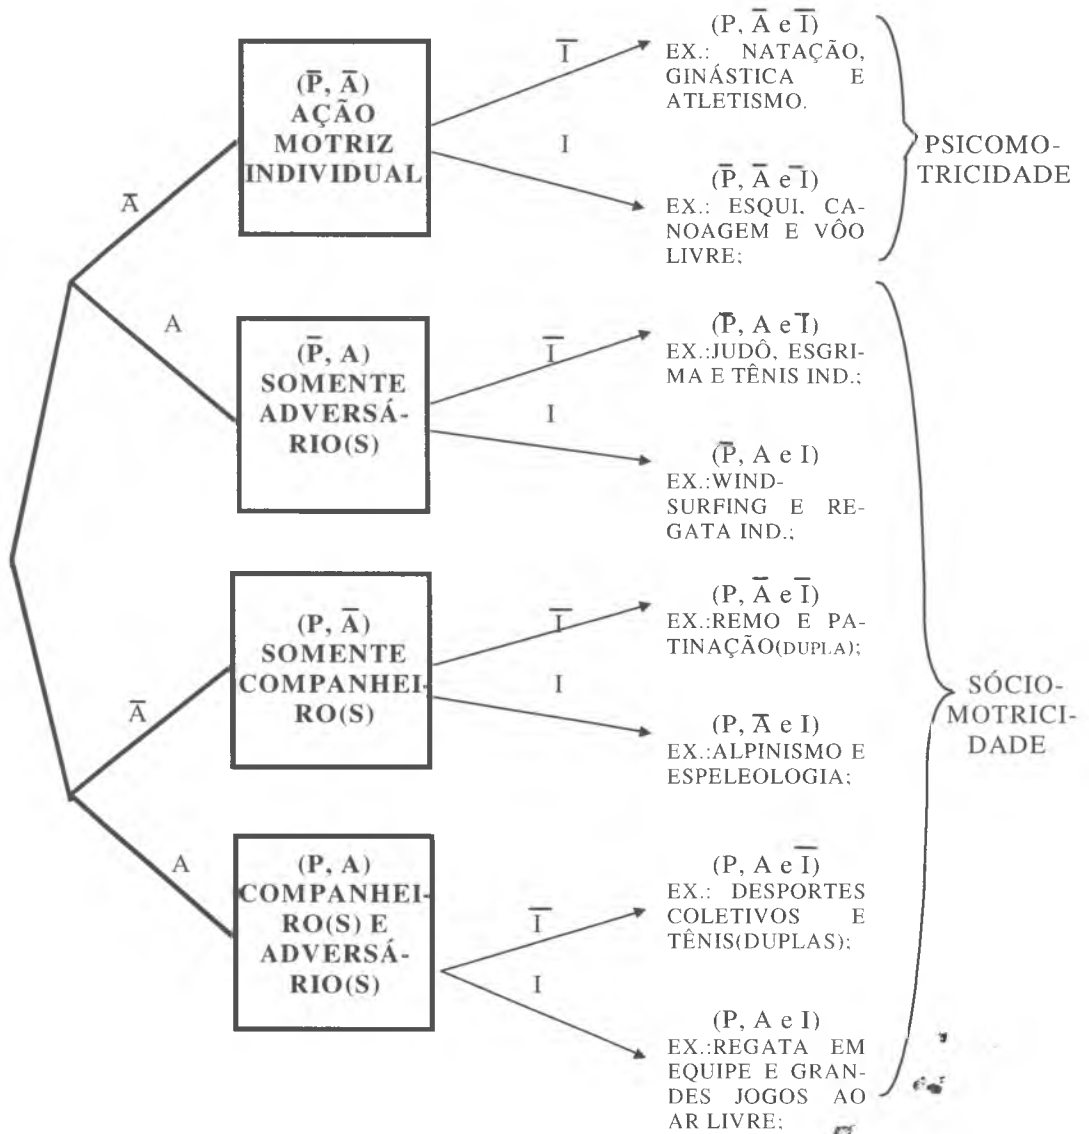 (P, A̅ e I̅)
EX.: NATAÇÃO,
GINÁSTICA E
ATLETISMO.
I̅
(P̅, A̅)
AÇÃO
MOTRIZ
INDIVIDUAL
I
PSICOMO-
TRICIDADE
(P̅, A̅ e I̅)
EX.: ESQUI, CA-
NOAGEM E VÔO
LIVRE;
A̅
A
(P̅, A)
SOMENTE
ADVERSÁ-
RIO(S)
I̅
I
(P̅, A e I̅)
EX.:JUDÔ, ESGRI-
MA E TÊNIS IND.;
(P̅, A e I)
EX.:WIND-
SURFING E RE-
GATA IND.;
(P, A̅)
SOMENTE
COMPANHEI-
RO(S)
I̅
I
(P, A̅ e I̅)
EX.:REMO E PA-
TINAÇÃO(DUPLA);
(P, A̅ e I)
EX.:ALPINISMO E
ESPELEOLOGIA;
SÓCIO-
MOTRICI-
DADE
A̅
A
(P, A)
COMPANHEI-
RO(S) E
ADVERSÁ-
RIO(S)
I̅
I
(P, A e I̅)
EX.: DESPORTES
COLETIVOS E
TÊNIS(DUPLAS);
(P, A e I)
EX.:REGATA EM
EQUIPE E GRAN-
DES JOGOS AO
AR LIVRE;